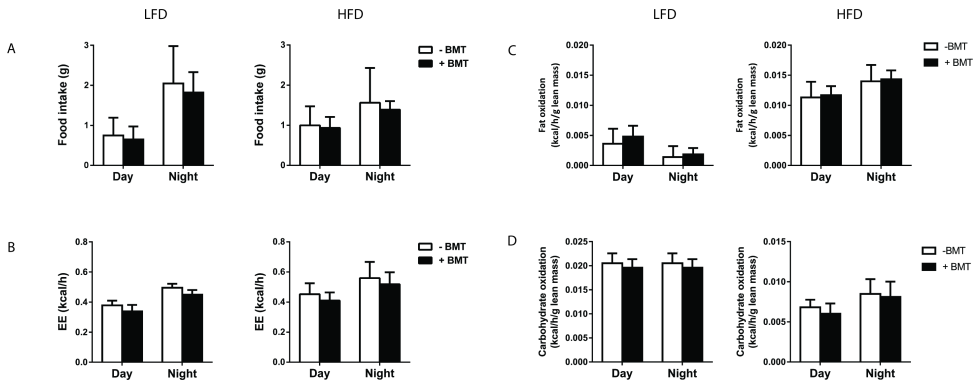 LFD
HFD
LFD
HFD
A
Food intake (g)
3
2
1
0
Day
Night
Food intake (g)
3
2
1
0
Day
Night
- BMT
+ BMT
C
Fat oxidation
(kcal/h/g lean mass)
0.020
0.015
0.010
0.005
0.000
Day
Night
Fat oxidation
(kcal/h/g lean mass)
0.020
0.015
0.010
0.005
0.000
Day
Night
-BMT
+ BMT
B
EE (kcal/h)
0.8
0.6
0.4
0.2
0.0
Day
Night
EE (kcal/h)
0.8
0.6
0.4
0.2
0.0
Day
Night
- BMT
+ BMT
D
Carbohydrate oxidation
(kcal/h/g lean mass)
0.025
0.020
0.015
0.010
0.005
0.000
Day
Night
Carbohydrate oxidation
(kcal/h/g lean mass)
0.015
0.010
0.005
0.000
Day
Night
-BMT
+ BMT